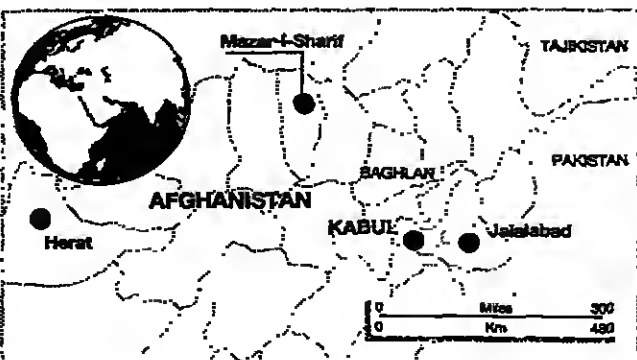 Mazar-i-Sharif
TAJIKISTAN
PAKISTAN
BAGHLAN
AFGHANISTAN
KABUL
Jalalabad
Herat
0 Miles 300
0 Km 480